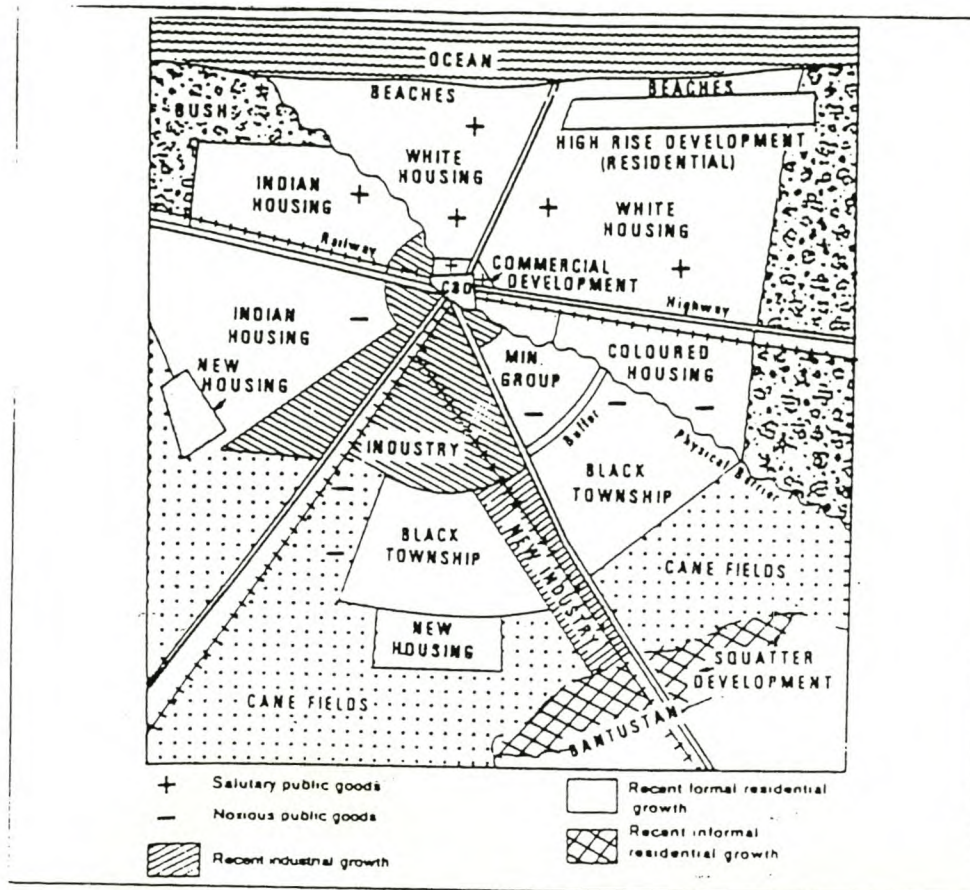 OCEAN
BEACHES
BEACHES
BUSH
HIGH RISE DEVELOPMENT
(RESIDENTIAL)
WHITE
HOUSING
INDIAN
HOUSING
WHITE
HOUSING
Railway
COMMERCIAL
DEVELOPMENT
CBD
Highway
INDIAN
HOUSING
MIN.
GROUP
COLOURED
HOUSING
NEW
HOUSING
Buffer
Physical Barrier
INDUSTRY
BLACK
TOWNSHIP
BLACK
TOWNSHIP
NEW INDUSTRY
CANE FIELDS
NEW
HOUSING
SQUATTER
DEVELOPMENT
CANE FIELDS
BANTUSTAN
+ Salutary public goods
− Noxious public goods
Recent industrial growth
Recent formal residential
growth
Recent informal
residential growth